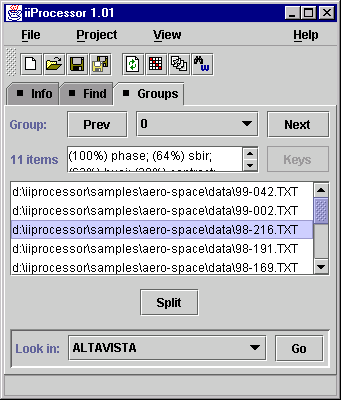 iiProcessor 1.01
File Project View Help
Info Find Groups
Group: Prev 0 Next
11 items (100%) phase; (64%) sbir; Keys
d:\iiprocessor\samples\aero-space\data\99-042.TXT
d:\iiprocessor\samples\aero-space\data\99-002.TXT
d:\iiprocessor\samples\aero-space\data\98-216.TXT
d:\iiprocessor\samples\aero-space\data\98-191.TXT
d:\iiprocessor\samples\aero-space\data\98-169.TXT
Split
Look in: ALTAVISTA Go